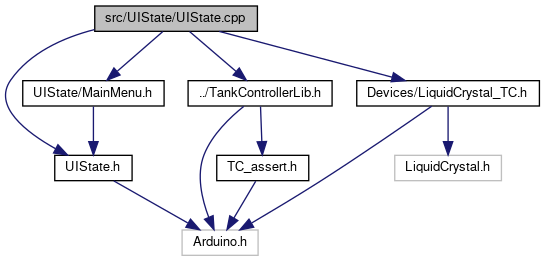 src/UIState/UIState.cpp
UIState/MainMenu.h
../TankControllerLib.h
Devices/LiquidCrystal_TC.h
UIState.h
TC_assert.h
LiquidCrystal.h
Arduino.h